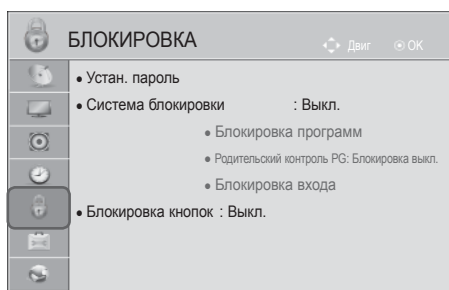 БЛОКИРОВКА Двиг OK
• Устан. пароль
• Система блокировки : Выкл.
• Блокировка программ
• Родительский контроль PG: Блокировка выкл.
• Блокировка входа
• Блокировка кнопок : Выкл.